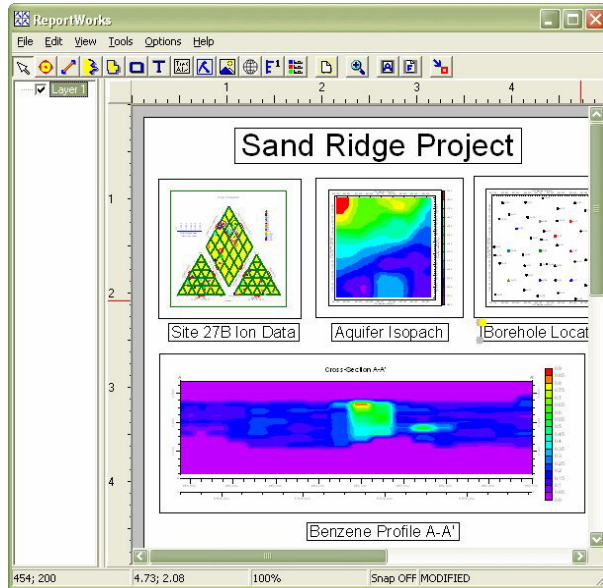 ReportWorks
File Edit View Tools Options Help
Layer 1
1 2 3 4
Sand Ridge Project
1
Site 27B Ion Data
Aquifer Isopach
Borehole Locat
2
3
Cross-Section A-A'
4
Benzene Profile A-A'
454; 200
4.73; 2.08
100%
Snap OFF
MODIFIED